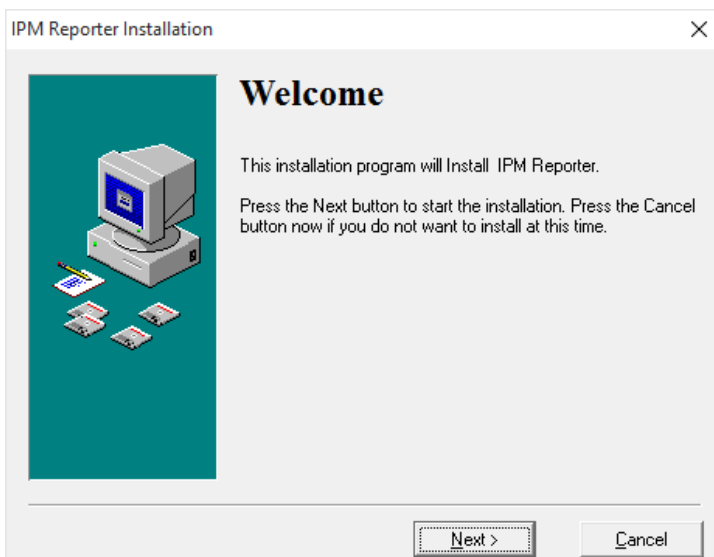 IPM Reporter Installation
Welcome
This installation program will Install  IPM Reporter.
Press the Next button to start the installation. Press the Cancel
button now if you do not want to install at this time.
Next >
Cancel